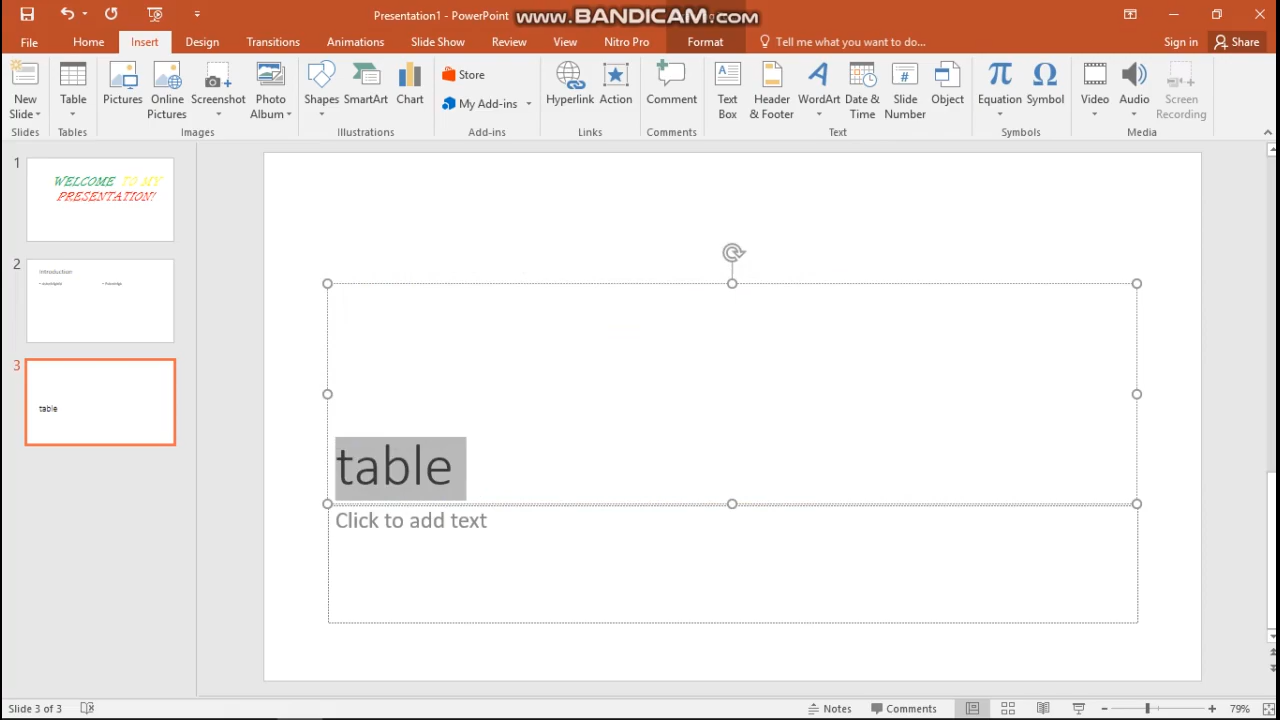 Presentation1 - PowerPoint
www.BANDICAM.com
File Home Insert Design Transitions Animations Slide Show Review View Nitro Pro Format Tell me what you want to do... Sign in Share
New Slide Table Pictures Online Pictures Screenshot Photo Album Shapes SmartArt Chart Store My Add-ins Hyperlink Action Comment Text Box Header & Footer WordArt Date & Time Slide Number Object Equation Symbol Video Audio Screen Recording
Slides Tables Images Illustrations Add-ins Links Comments Text Symbols Media
1
WELCOME TO MY
PRESENTATION!
2
Introduction
3
table
table
Click to add text
Slide 3 of 3 Notes Comments 79%